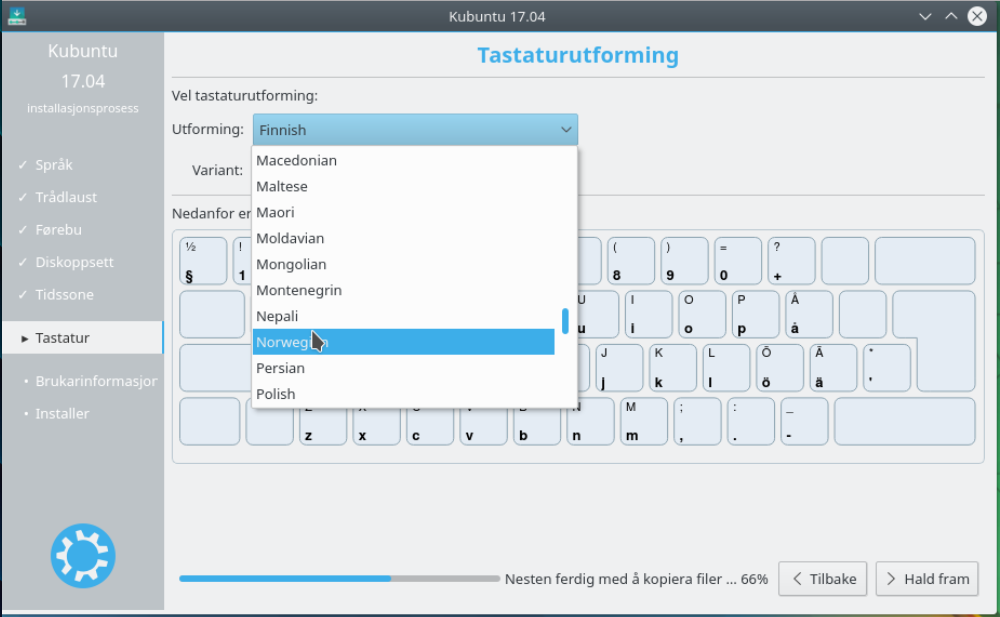 Kubuntu 17.04
Kubuntu
17.04
installasjonsprosess
✓ Språk
✓ Trådlaust
✓ Førebu
✓ Diskoppsett
✓ Tidssone
▸ Tastatur
• Brukarinformasjor
• Installer
Tastaturutforming
Vel tastaturutforming:
Utforming: Finnish
Macedonian
Variant:
Maltese
Maori
Moldavian
Mongolian
Montenegrin
Nepali
Persian
Polish
Nedanfor er
½ ! ( ) = ?
§ 1 8 9 0 +
U I O P Å
u i o p å
J K L Ö Ä *
j k l ö ä '
N M ; : _
z x c v b n m , . -
Nesten ferdig med å kopiera filer ... 66%
Tilbake
Hald fram